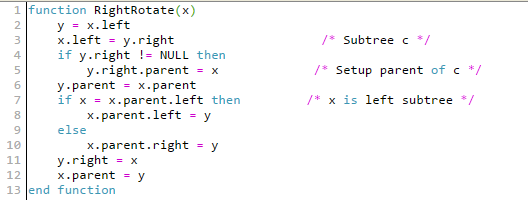 1 function RightRotate(x)
2 y = x.left
3 x.left = y.right /* Subtree c */
4 if y.right != NULL then
5 y.right.parent = x /* Setup parent of c */
6 y.parent = x.parent
7 if x = x.parent.left then /* x is left subtree */
8 x.parent.left = y
9 else
10 x.parent.right = y
11 y.right = x
12 x.parent = y
13 end function